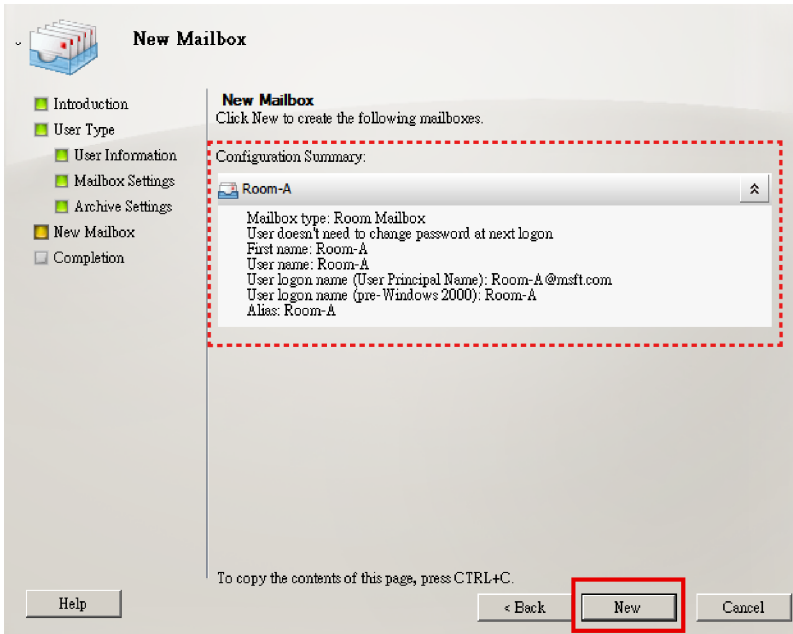 New Mailbox
Introduction
User Type
User Information
Mailbox Settings
Archive Settings
New Mailbox
Completion
New Mailbox
Click New to create the following mailboxes.
Configuration Summary:
Room-A
Mailbox type: Room Mailbox
User doesn't need to change password at next logon
First name: Room-A
User name: Room-A
User logon name (User Principal Name): Room-A@msft.com
User logon name (pre-Windows 2000): Room-A
Alias: Room-A
To copy the contents of this page, press CTRL+C.
Help
< Back
New
Cancel